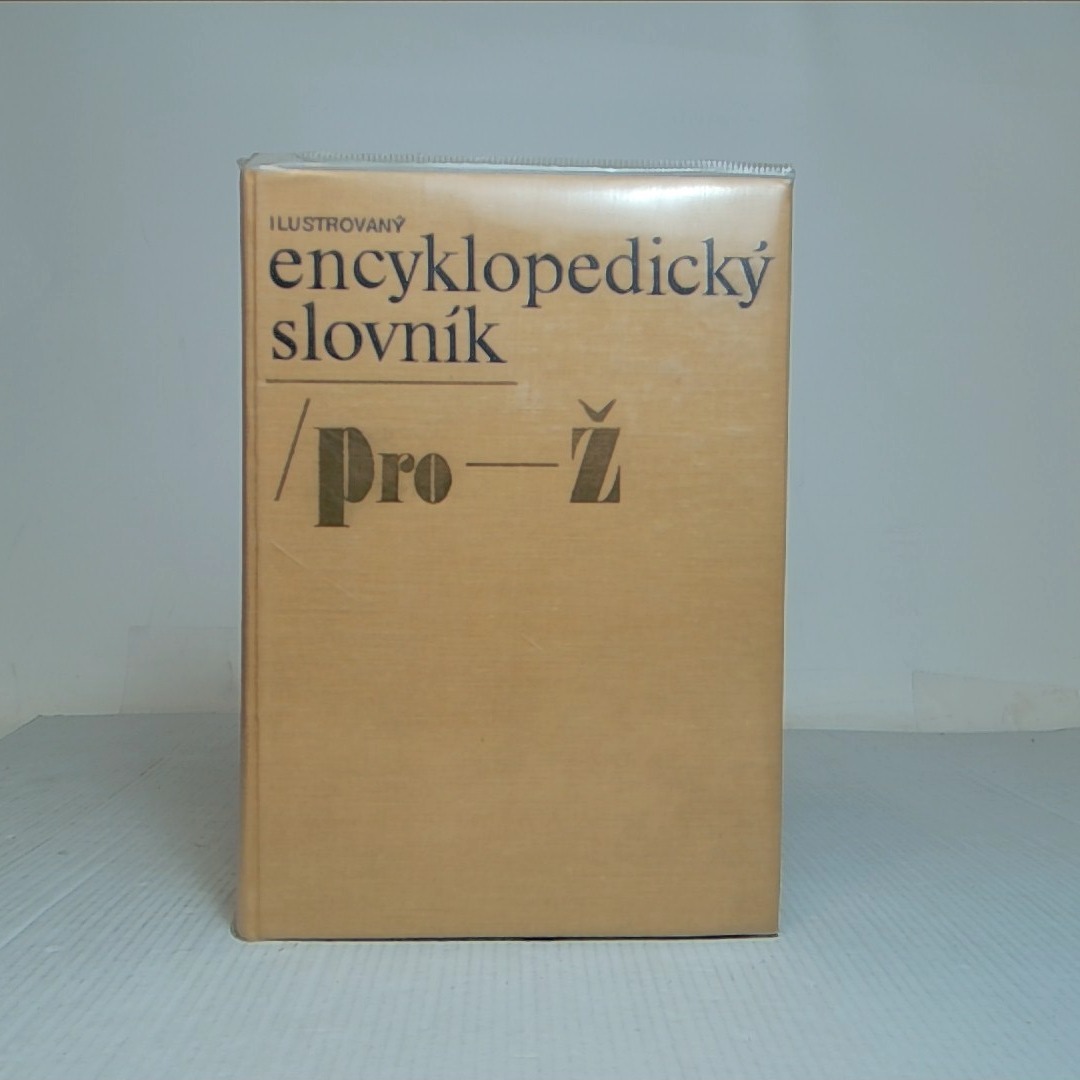 ILUSTROVANÝ
encyklopedický
slovník
/pro—Ž